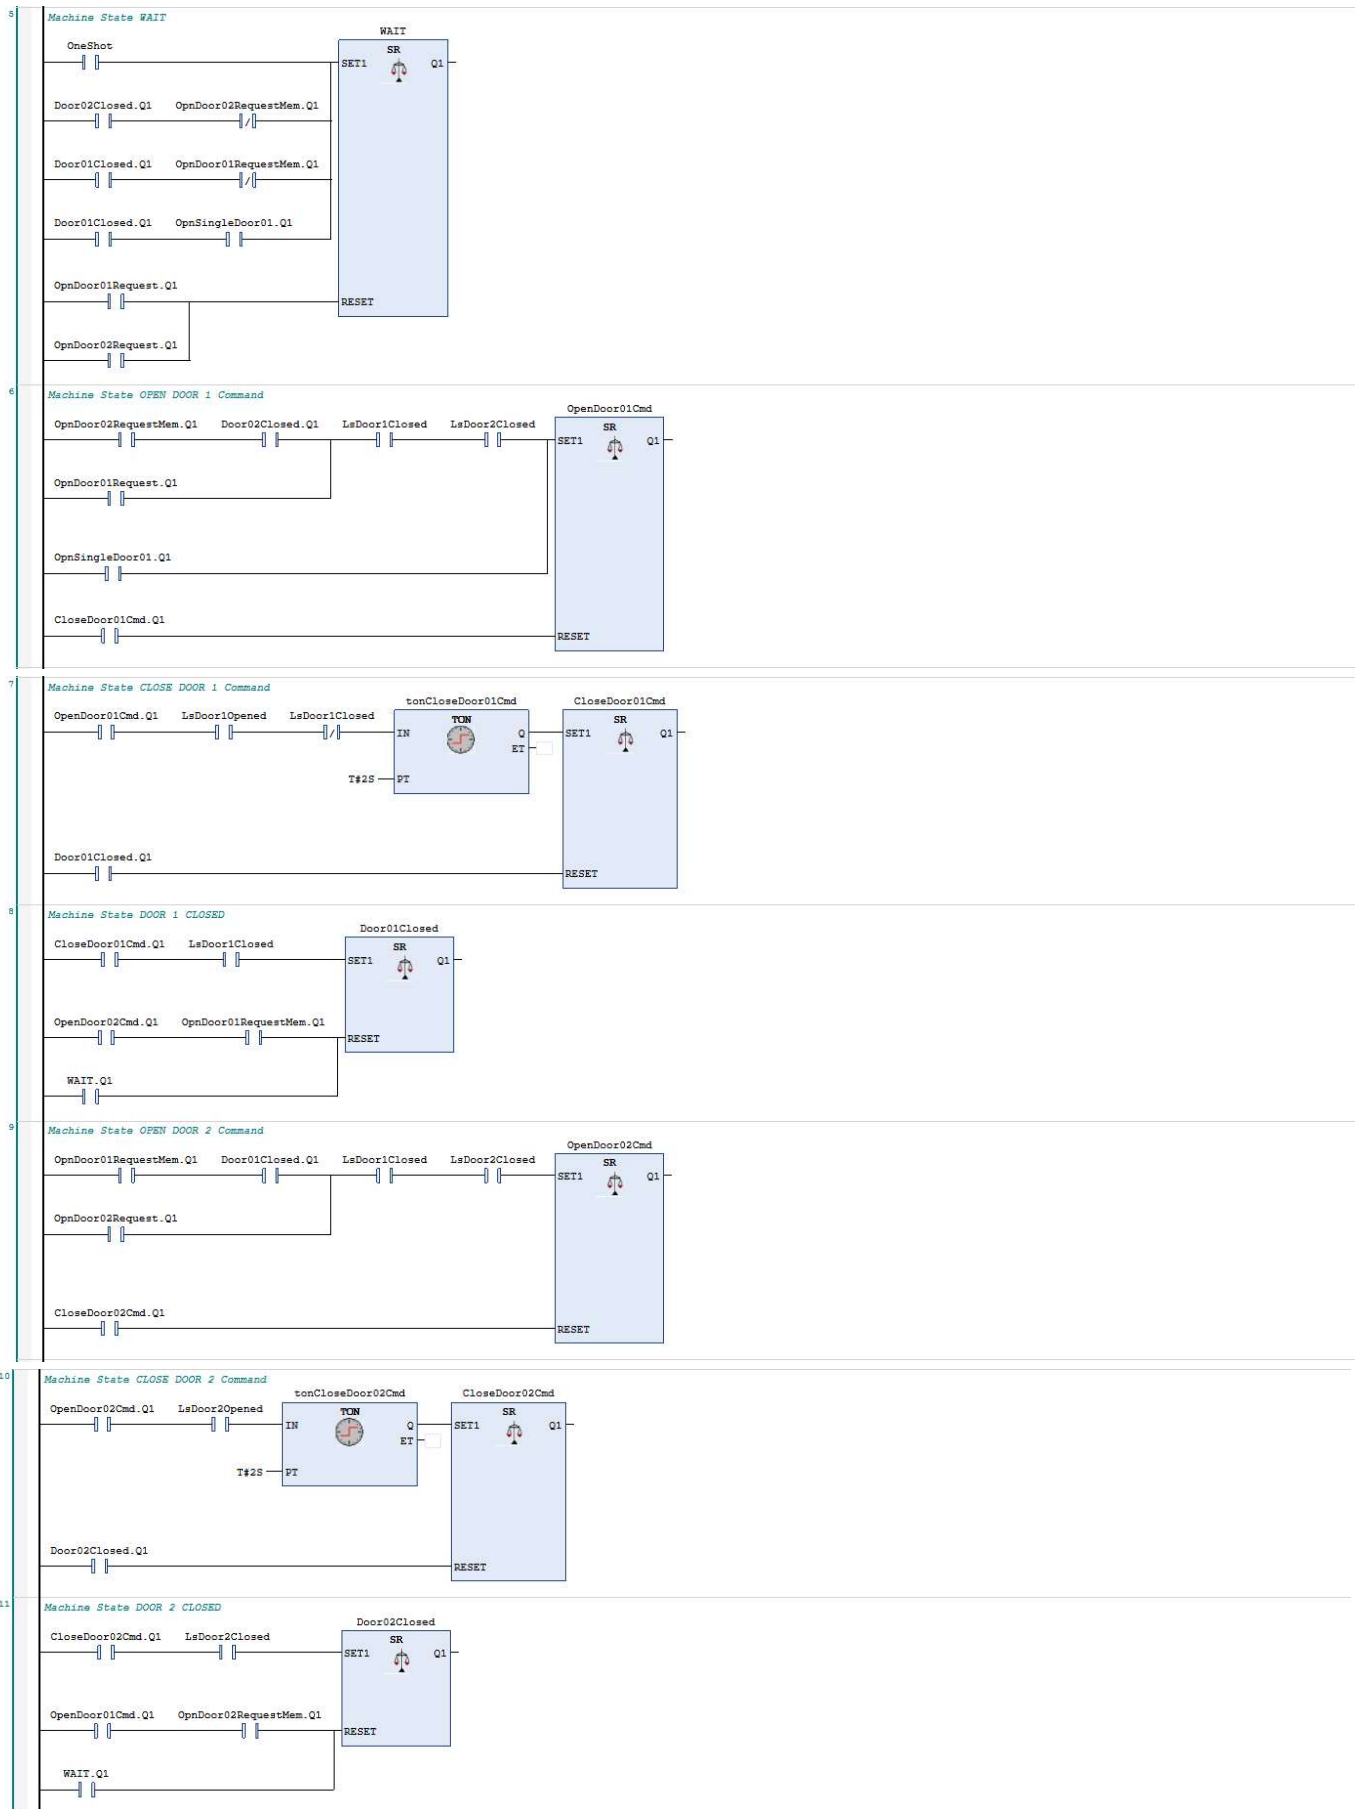 5
Machine State WAIT
WAIT
OneShot
SR
SET1 Q1
Door02Closed.Q1 OpnDoor02RequestMem.Q1
/
Door01Closed.Q1 OpnDoor01RequestMem.Q1
/
Door01Closed.Q1 OpnSingleDoor01.Q1
OpnDoor01Request.Q1
RESET
OpnDoor02Request.Q1
6
Machine State OPEN DOOR 1 Command
OpenDoor01Cmd
OpnDoor02RequestMem.Q1 Door02Closed.Q1 LsDoor1Closed LsDoor2Closed
SR
SET1 Q1
OpnDoor01Request.Q1
OpnSingleDoor01.Q1
CloseDoor01Cmd.Q1
RESET
7
Machine State CLOSE DOOR 1 Command
tonCloseDoor01Cmd CloseDoor01Cmd
OpenDoor01Cmd.Q1 LsDoor1Opened LsDoor1Closed
TON SR
/ IN Q SET1 Q1
ET
T#2S PT
Door01Closed.Q1
RESET
8
Machine State DOOR 1 CLOSED
Door01Closed
CloseDoor01Cmd.Q1 LsDoor1Closed
SR
SET1 Q1
OpenDoor02Cmd.Q1 OpnDoor01RequestMem.Q1
RESET
WAIT.Q1
9
Machine State OPEN DOOR 2 Command
OpenDoor02Cmd
OpnDoor01RequestMem.Q1 Door01Closed.Q1 LsDoor1Closed LsDoor2Closed
SR
SET1 Q1
OpnDoor02Request.Q1
CloseDoor02Cmd.Q1
RESET
10
Machine State CLOSE DOOR 2 Command
tonCloseDoor02Cmd CloseDoor02Cmd
OpenDoor02Cmd.Q1 LsDoor2Opened
TON SR
IN Q SET1 Q1
ET
T#2S PT
Door02Closed.Q1
RESET
11
Machine State DOOR 2 CLOSED
Door02Closed
CloseDoor02Cmd.Q1 LsDoor2Closed
SR
SET1 Q1
OpenDoor01Cmd.Q1 OpnDoor02RequestMem.Q1
RESET
WAIT.Q1